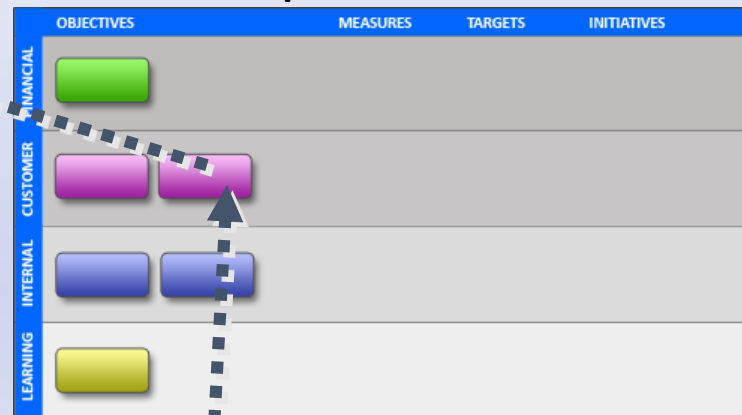 OBJECTIVES MEASURES TARGETS INITIATIVES
CUSTOMER
INTERNAL
LEARNING